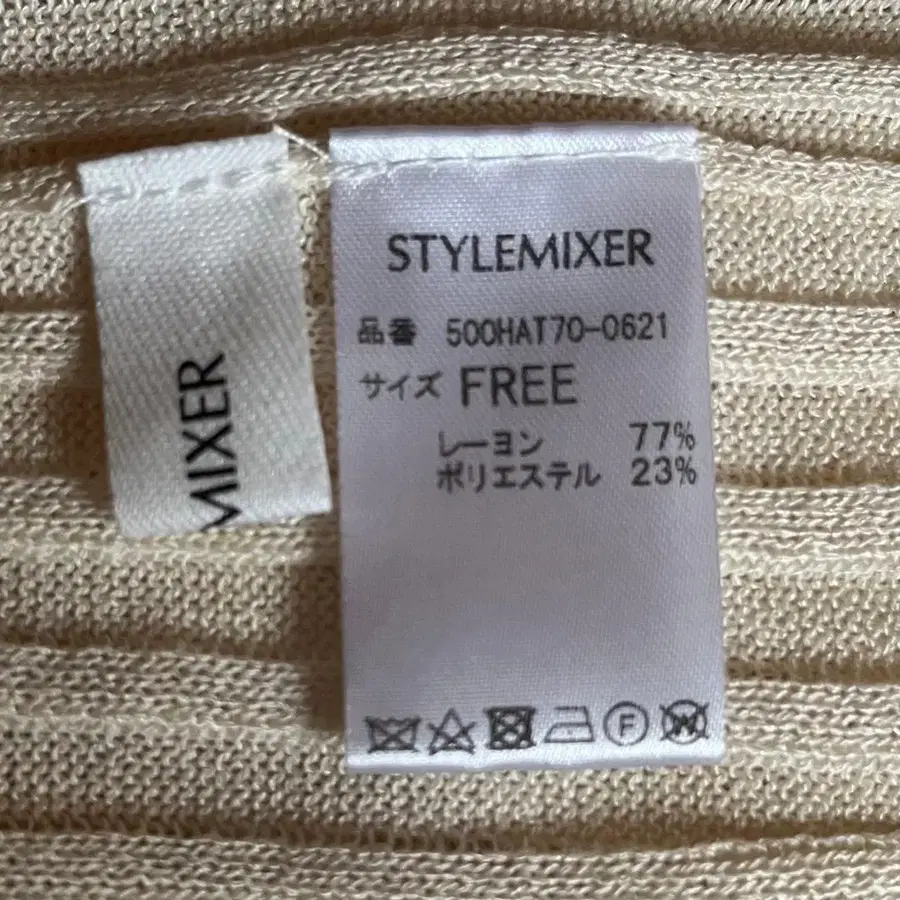 MIXER
STYLEMIXER
品番 500HAT70-0621
サイズ FREE
レーヨン 77%
ポリエステル 23%
F W